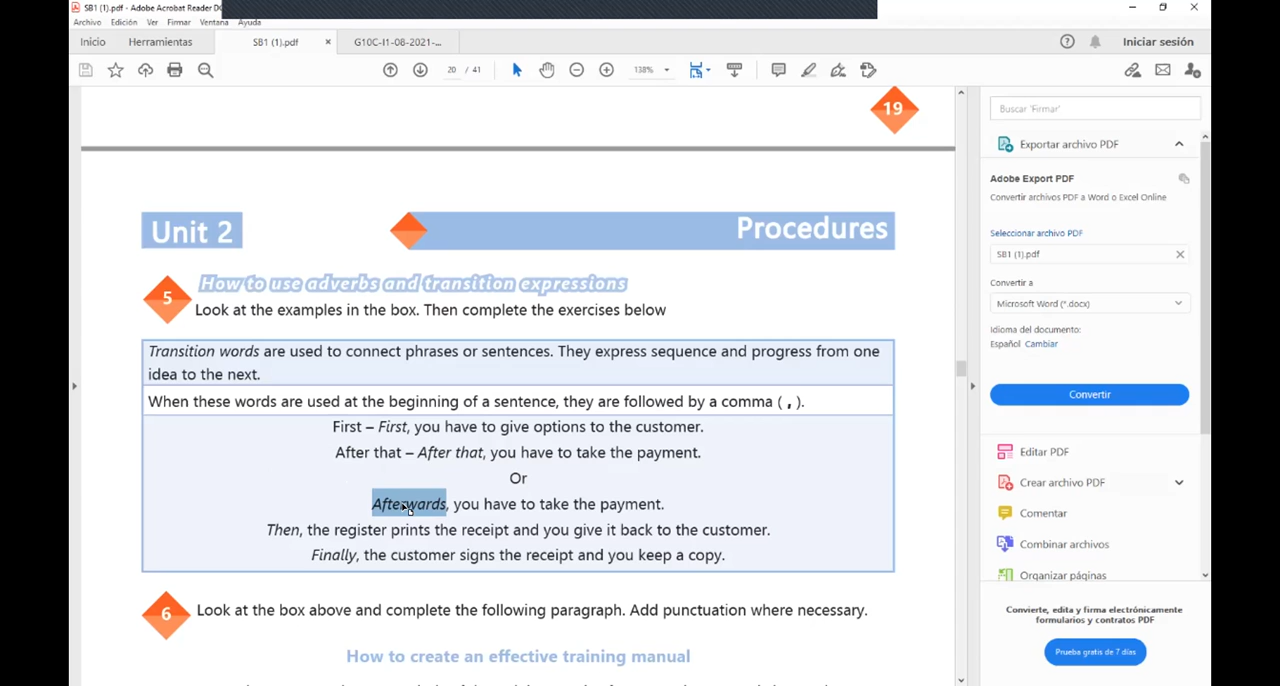 SB1 (1).pdf - Adobe Acrobat Reader DC
Archivo Edición Ver Firmar Ventana Ayuda
Inicio Herramientas SB1 (1).pdf × G10C-I1-08-2021-... Iniciar sesión
20 / 41 138%
19
Unit 2 Procedures
5 How to use adverbs and transition expressions
Look at the examples in the box. Then complete the exercises below
Transition words are used to connect phrases or sentences. They express sequence and progress from one
idea to the next.
When these words are used at the beginning of a sentence, they are followed by a comma ( , ).
First – First, you have to give options to the customer.
After that – After that, you have to take the payment.
Or
Afterwards, you have to take the payment.
Then, the register prints the receipt and you give it back to the customer.
Finally, the customer signs the receipt and you keep a copy.
6 Look at the box above and complete the following paragraph. Add punctuation where necessary.
How to create an effective training manual
Buscar 'Firmar'
Exportar archivo PDF
Adobe Export PDF
Convertir archivos PDF a Word o Excel Online
Seleccionar archivo PDF
SB1 (1).pdf
Convertir a
Microsoft Word (*.docx)
Idioma del documento:
Español Cambiar
Convertir
Editar PDF
Crear archivo PDF
Comentar
Combinar archivos
Organizar páginas
Convierte, edita y firma electrónicamente
formularios y contratos PDF
Prueba gratis de 7 días